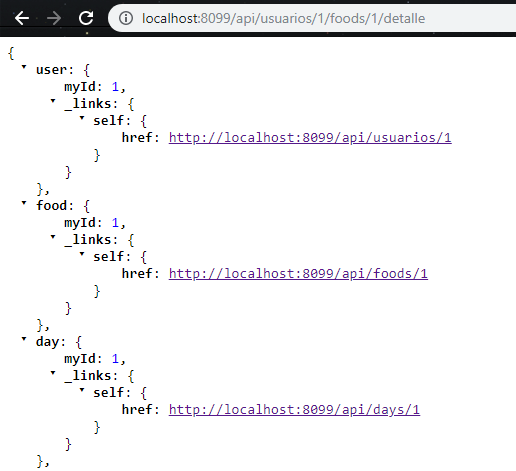 localhost:8099/api/usuarios/1/foods/1/detalle
{
user: {
myId: 1,
_links: {
self: {
href: http://localhost:8099/api/usuarios/1
}
}
},
food: {
myId: 1,
_links: {
self: {
href: http://localhost:8099/api/foods/1
}
}
},
day: {
myId: 1,
_links: {
self: {
href: http://localhost:8099/api/days/1
}
}
},